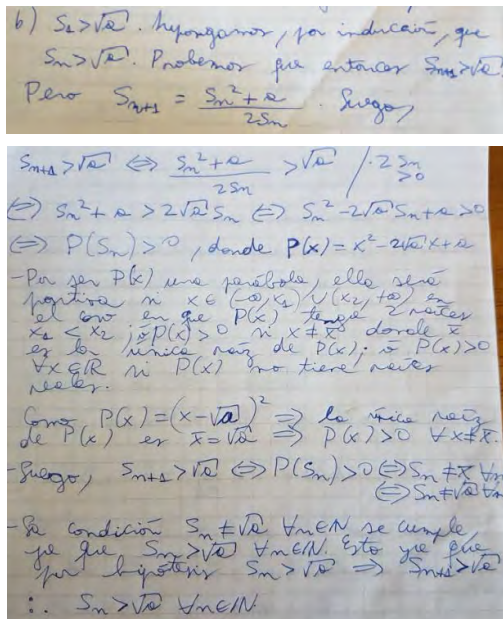 b) S₁ > √a. Supongamos, por inducción, que
Sn > √a. Probemos que entonces Sn+1 > √a
Pero Sn+1 = (Sn² + a)/(2Sn). Luego,
Sn+1 > √a ⇔ (Sn² + a)/(2Sn) > √a /·2Sn >0
⇔ Sn² + a > 2√a Sn ⇔ Sn² - 2√a Sn + a > 0
⇔ P(Sn) > 0, donde P(x) = x² - 2√a x + a
- Por ser P(x) una parábola, ella será
positiva si x ∈ (-∞, x₁) ∪ (x₂, +∞) en
el caso en que P(x) tenga 2 raíces
x₁ < x₂; ó P(x) > 0 si x ≠ x̄ donde x̄
es la única raíz de P(x); ó P(x) > 0
∀x ∈ ℝ si P(x) no tiene raíces
reales.
Como P(x) = (x - √a)² ⇒ la única raíz
de P(x) es x̄ = √a ⇒ P(x) > 0 ∀x ≠ x̄.
- Luego, Sn+1 > √a ⇔ P(Sn) > 0 ⇔ Sn ≠ x̄ ∀n
⇔ Sn ≠ √a ∀n
- La condición Sn ≠ √a ∀n ∈ ℕ se cumple
ya que Sn > √a ∀n ∈ ℕ. Esto ya que
por hipótesis Sn > √a ⇒ Sn+1 > √a
∴ Sn > √a ∀n ∈ ℕ.